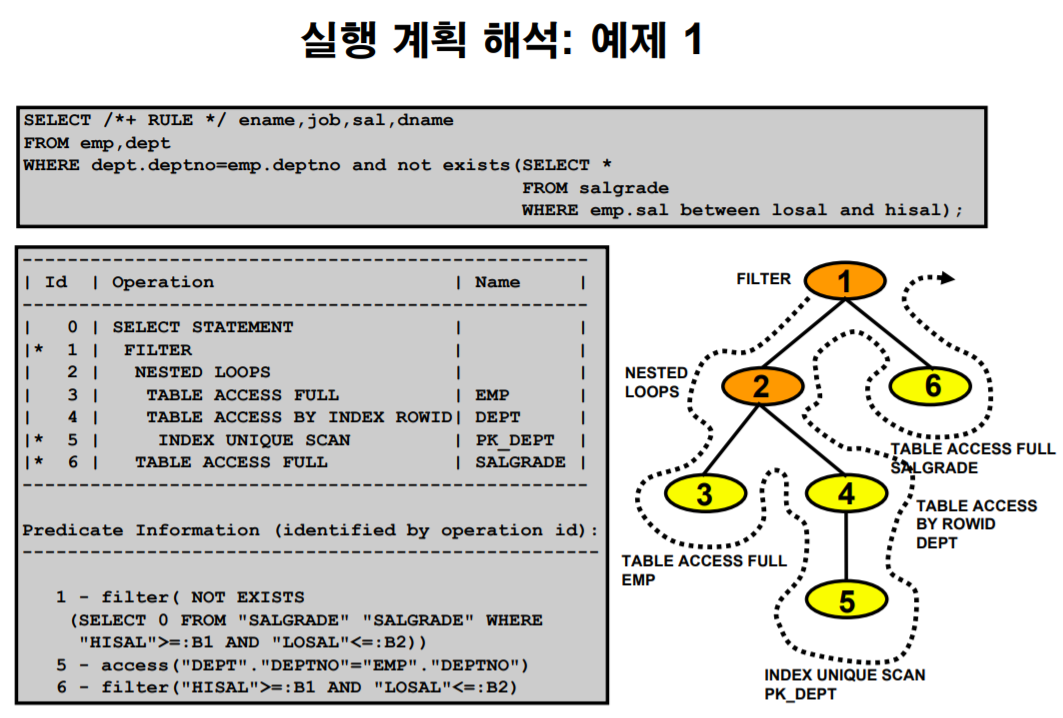 실행 계획 해석: 예제 1
SELECT /*+ RULE */ ename,job,sal,dname
FROM emp,dept
WHERE dept.deptno=emp.deptno and not exists(SELECT *
FROM salgrade
WHERE emp.sal between losal and hisal);
--------------------------------------------------
| Id | Operation | Name |
--------------------------------------------------
| 0 | SELECT STATEMENT | |
|* 1 | FILTER | |
| 2 | NESTED LOOPS | |
| 3 | TABLE ACCESS FULL | EMP |
| 4 | TABLE ACCESS BY INDEX ROWID| DEPT |
|* 5 | INDEX UNIQUE SCAN | PK_DEPT |
|* 6 | TABLE ACCESS FULL | SALGRADE |
--------------------------------------------------
Predicate Information (identified by operation id):
---------------------------------------------------
1 - filter( NOT EXISTS
(SELECT 0 FROM "SALGRADE" "SALGRADE" WHERE
"HISAL">=:B1 AND "LOSAL"<=:B2))
5 - access("DEPT"."DEPTNO"="EMP"."DEPTNO")
6 - filter("HISAL">=:B1 AND "LOSAL"<=:B2)
FILTER
1
NESTED
LOOPS
2
6
TABLE ACCESS FULL
SALGRADE
3
4
TABLE ACCESS
BY ROWID
DEPT
TABLE ACCESS FULL
EMP
5
INDEX UNIQUE SCAN
PK_DEPT